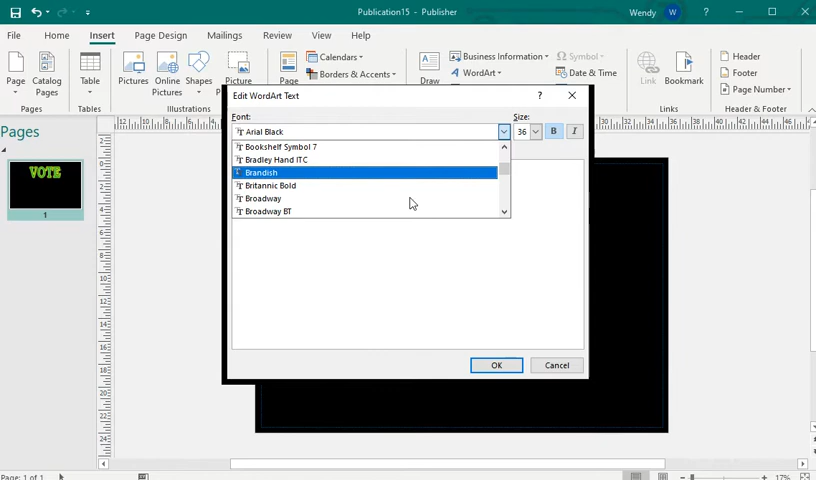 Publication15 - Publisher
Wendy
W
?
File
Home
Insert
Page Design
Mailings
Review
View
Help
Page
Catalog Pages
Pages
Table
Tables
Pictures
Online Pictures
Shapes
Picture
Illustrations
Calendars
Borders & Accents
Draw
Business Information
WordArt
Symbol
Date & Time
Link
Bookmark
Links
Header
Footer
Page Number
Header & Footer
Pages
VOTE
1
Edit WordArt Text
?
Font:
Arial Black
Size:
36
B
I
Bookshelf Symbol 7
Bradley Hand ITC
Brandish
Britannic Bold
Broadway
Broadway BT
OK
Cancel
Page: 1 of 1
17%